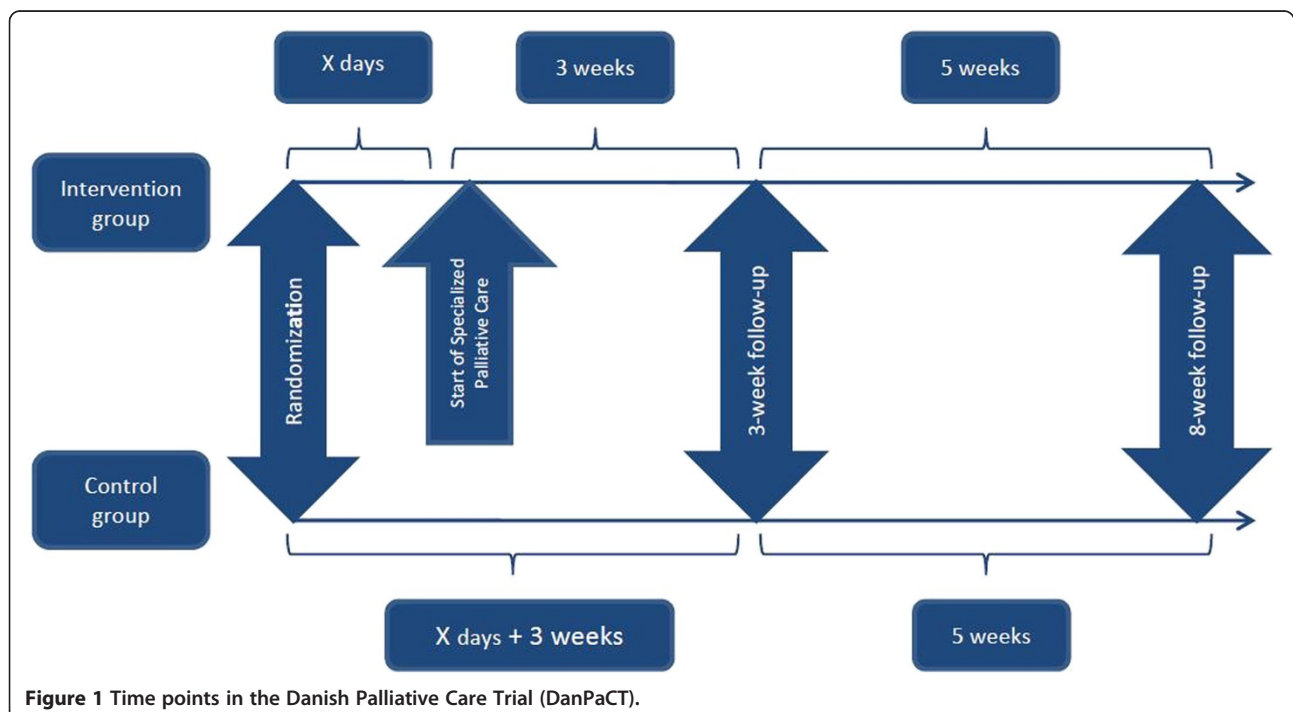 X days
3 weeks
5 weeks
Intervention
group
Randomization
Start of Specialized
Palliative Care
3-week follow-up
8-week follow-up
Control
group
X days + 3 weeks
5 weeks
Figure 1 Time points in the Danish Palliative Care Trial (DanPaCT).